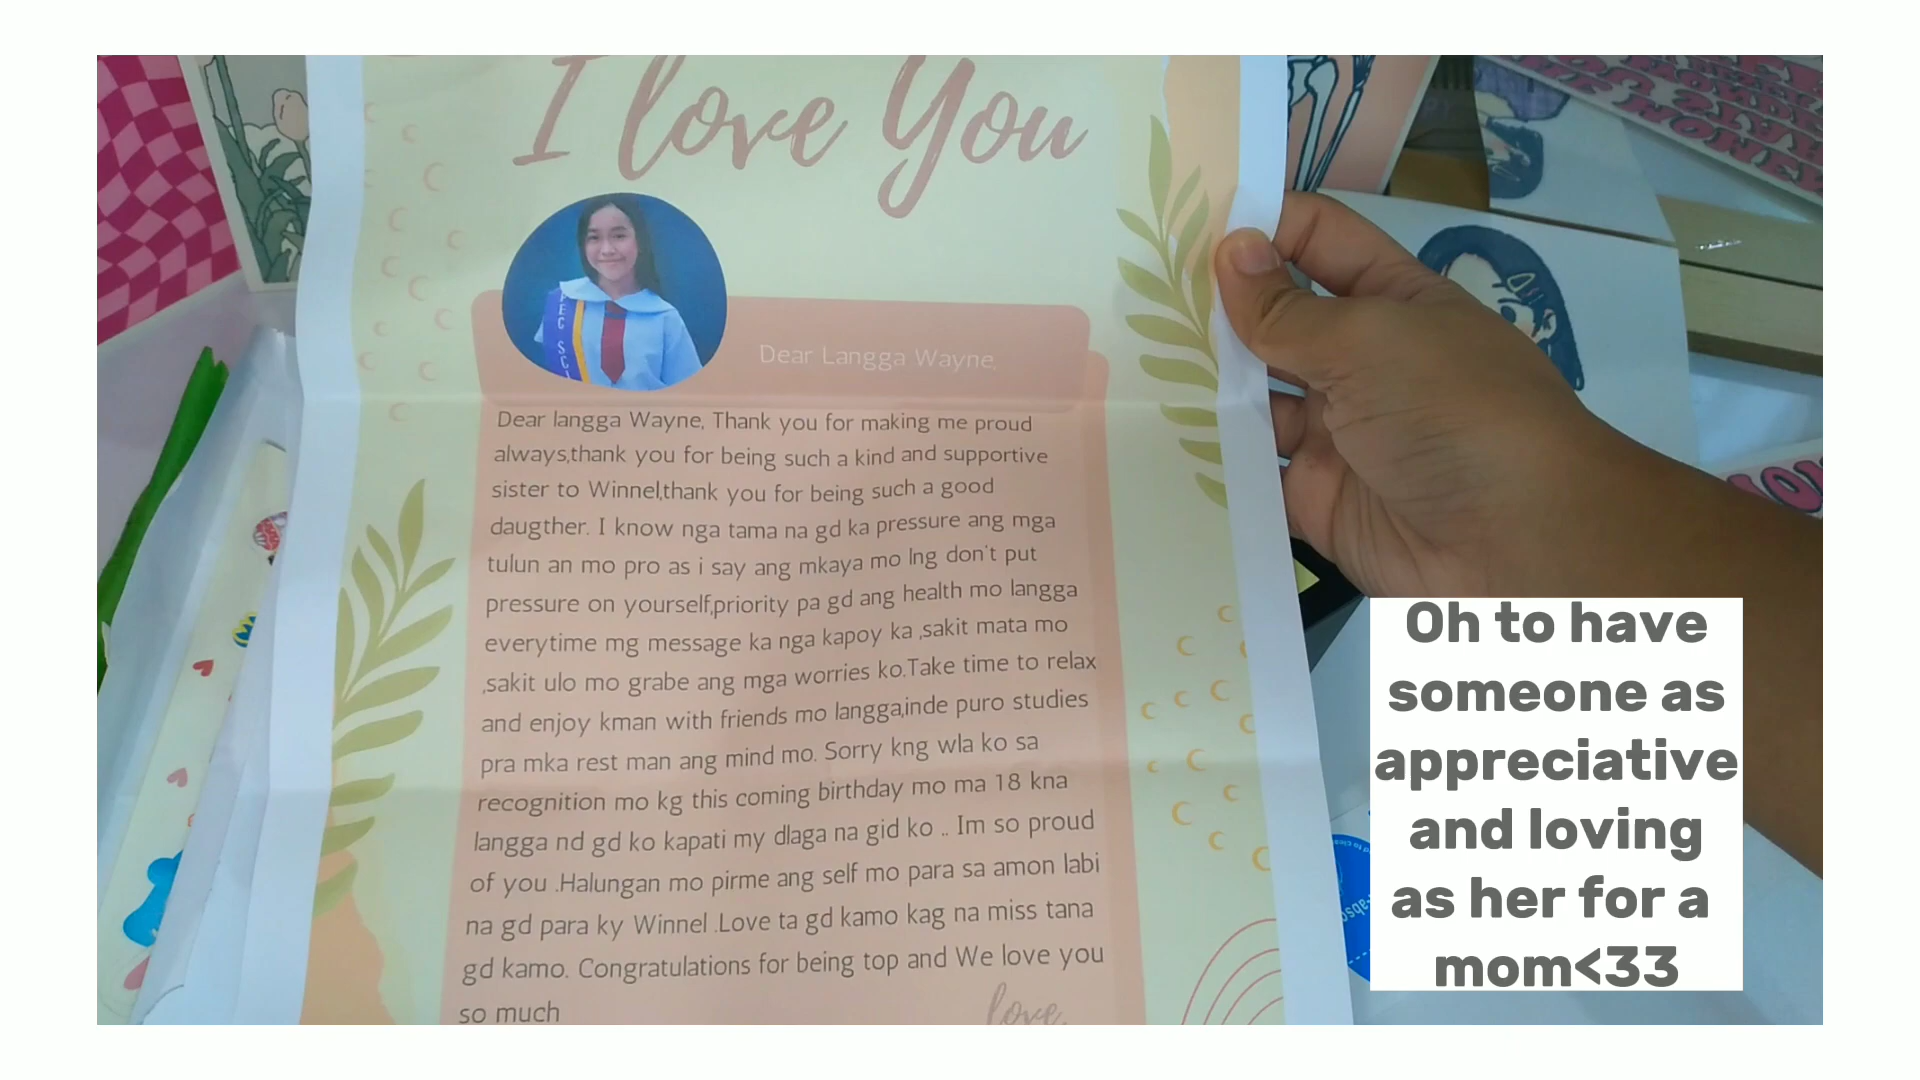 I love You
Dear Langga Wayne,
Dear langga Wayne, Thank you for making me proud
always,thank you for being such a kind and supportive
sister to Winnel,thank you for being such a good
daugther. I know nga tama na gd ka pressure ang mga
tulun an mo pro as i say ang mkaya mo lng don't put
pressure on yourself,priority pa gd ang health mo langga
everytime mg message ka nga kapoy ka ,sakit mata mo
,sakit ulo mo grabe ang mga worries ko.Take time to relax
and enjoy kman with friends mo langga,inde puro studies
pra mka rest man ang mind mo. Sorry kng wla ko sa
recognition mo kg this coming birthday mo ma 18 kna
langga nd gd ko kapati my dlaga na gid ko .. Im so proud
of you .Halungan mo pirme ang self mo para sa amon labi
na gd para ky Winnel .Love ta gd kamo kag na miss tana
gd kamo. Congratulations for being top and We love you
so much
love,
Oh to have
someone as
appreciative
and loving
as her for a
mom<33